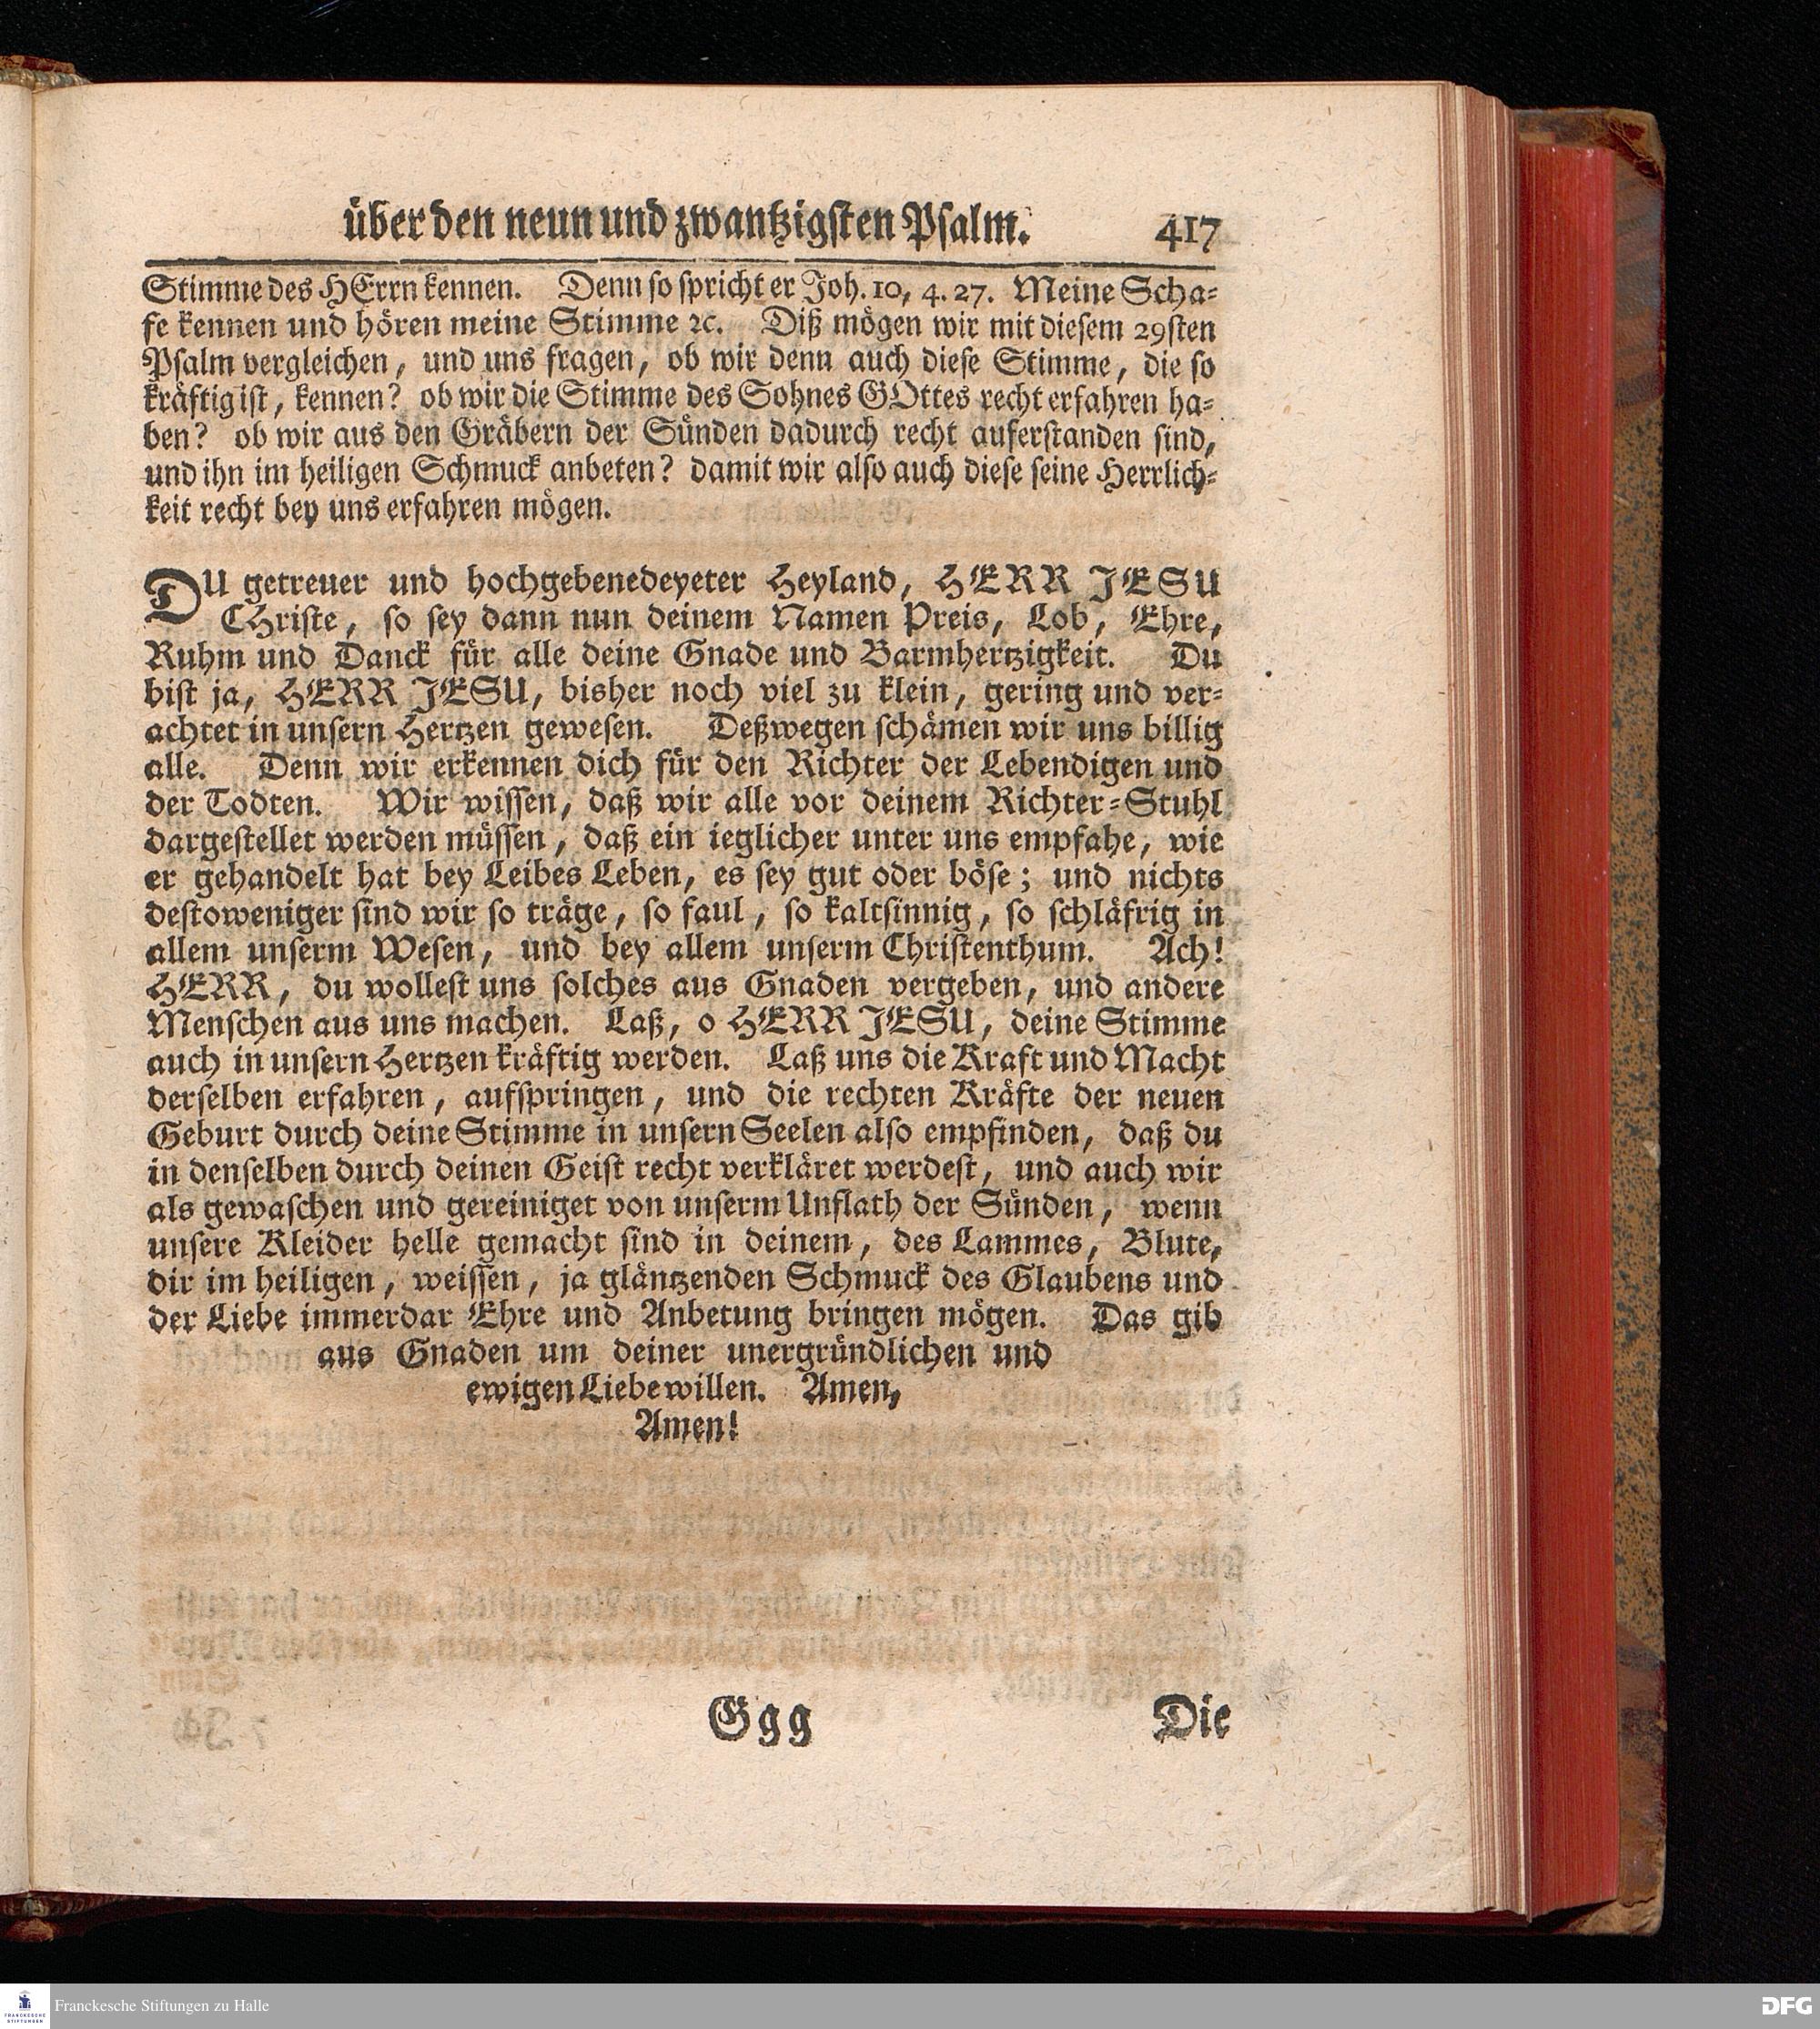 über den neun und zwantzigsten Psalm. 417
Stimme des HErrn kennen. Denn so spricht er Joh. 10, 4. 27. Meine Scha-
fe kennen und hören meine Stimme ꝛc. Diß mögen wir mit diesem 29sten
Psalm vergleichen, und uns fragen, ob wir denn auch diese Stimme, die so
kräftig ist, kennen? ob wir die Stimme des Sohnes GOttes recht erfahren ha-
ben? ob wir aus den Gräbern der Sünden dadurch recht auferstanden sind,
und ihn im heiligen Schmuck anbeten? damit wir also auch diese seine Herrlich-
keit recht bey uns erfahren mögen.
DU getreuer und hochgebenedeyeter Heyland, HERR JESU
CHriste, so sey dann nun deinem Namen Preis, Lob, Ehre,
Ruhm und Danck für alle deine Gnade und Barmhertzigkeit. Du
bist ja, HERR JESU, bisher noch viel zu klein, gering und ver-
achtet in unsern Hertzen gewesen. Deßwegen schämen wir uns billig
alle. Denn wir erkennen dich für den Richter der Lebendigen und
der Todten. Wir wissen, daß wir alle vor deinem Richter-Stuhl
dargestellet werden müssen, daß ein ieglicher unter uns empfahe, wie
er gehandelt hat bey Leibes Leben, es sey gut oder böse; und nichts
destoweniger sind wir so träge, so faul, so kaltsinnig, so schläfrig in
allem unserm Wesen, und bey allem unserm Christenthum. Ach!
HERR, du wollest uns solches aus Gnaden vergeben, und andere
Menschen aus uns machen. Laß, o HERR JESU, deine Stimme
auch in unsern Hertzen kräftig werden. Laß uns die Kraft und Macht
derselben erfahren, aufspringen, und die rechten Kräfte der neuen
Geburt durch deine Stimme in unsern Seelen also empfinden, daß du
in denselben durch deinen Geist recht verkläret werdest, und auch wir
als gewaschen und gereiniget von unserm Unflath der Sünden, wenn
unsere Kleider helle gemacht sind in deinem, des Lammes, Blute,
dir im heiligen, weissen, ja gläntzenden Schmuck des Glaubens und
der Liebe immerdar Ehre und Anbetung bringen mögen. Das gib
aus Gnaden um deiner unergründlichen und
ewigen Liebe willen. Amen,
Amen!
Ggg Die
FRANCKESCHE
STIFTUNGEN
Franckesche Stiftungen zu Halle
DFG